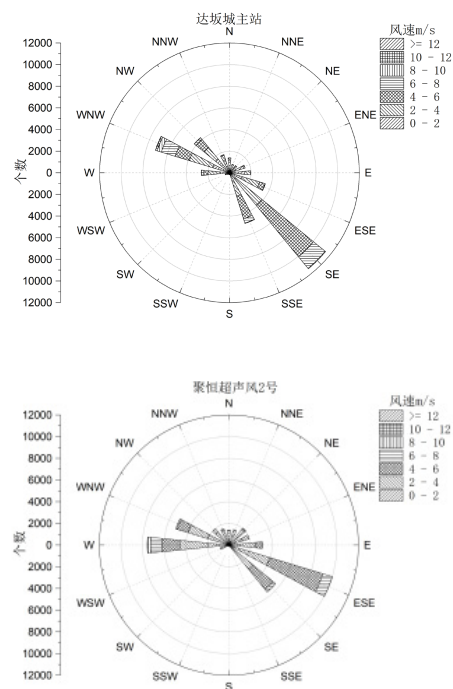 达坂城主站
N
NNE
NE
ENE
E
ESE
SE
SSE
S
SSW
SW
WSW
W
WNW
NW
NNW
12000
10000
8000
6000
4000
2000
0
2000
4000
6000
8000
10000
12000
个数
风速m/s
>= 12
10 - 12
8 - 10
6 - 8
4 - 6
2 - 4
0 - 2
聚恒超声风2号
N
NNE
NE
ENE
E
ESE
SE
SSE
S
SSW
SW
WSW
W
WNW
NW
NNW
12000
10000
8000
6000
4000
2000
0
2000
4000
6000
8000
10000
12000
个数
风速m/s
>= 12
10 - 12
8 - 10
6 - 8
4 - 6
2 - 4
0 - 2